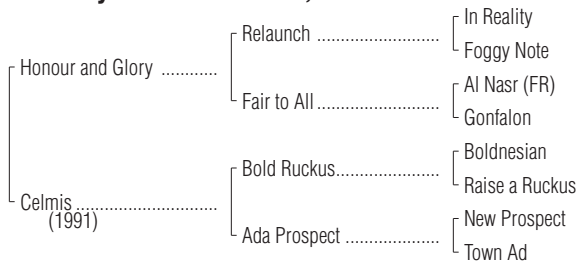 In Reality
Relaunch ..................
Foggy Note
Honour and Glory ............
Al Nasr (FR)
Fair to All....................
Gonfalon
Boldnesian
Bold Ruckus.................
Raise a Ruckus
Celmis ..............................
(1991)
New Prospect
Ada Prospect ...............
Town Ad